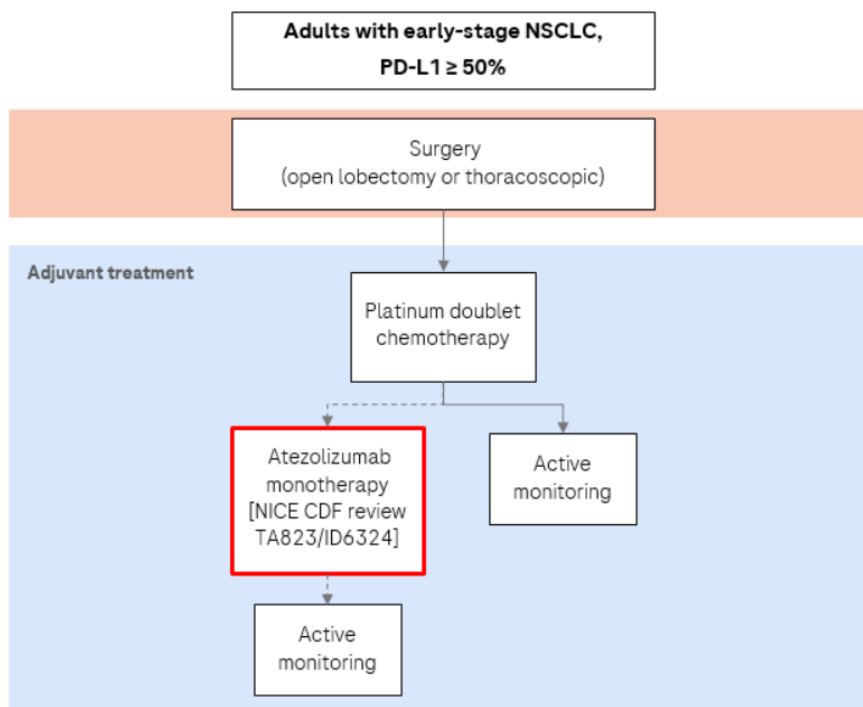 Adults with early-stage NSCLC,
PD-L1 ≥ 50%
Surgery
(open lobectomy or thoracoscopic)
Adjuvant treatment
Platinum doublet
chemotherapy
Atezolizumab
monotherapy
[NICE CDF review
TA823/ID6324]
Active
monitoring
Active
monitoring